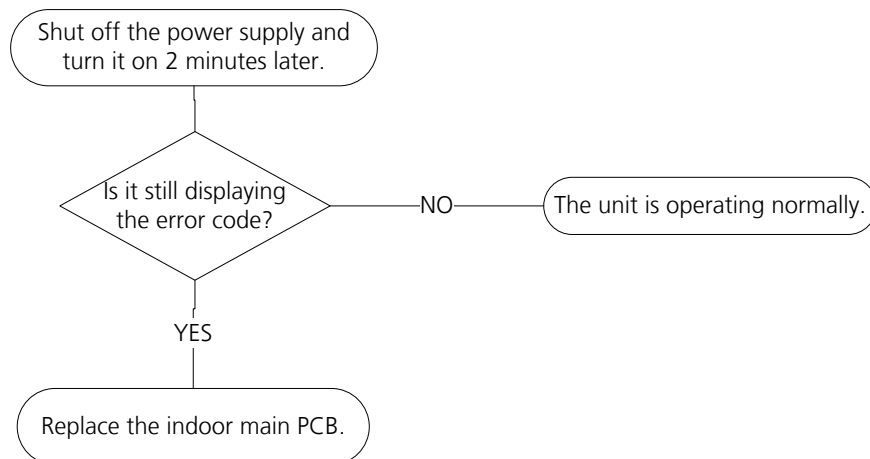 Shut off the power supply and
turn it on 2 minutes later.
Is it still displaying
the error code?
NO
The unit is operating normally.
YES
Replace the indoor main PCB.